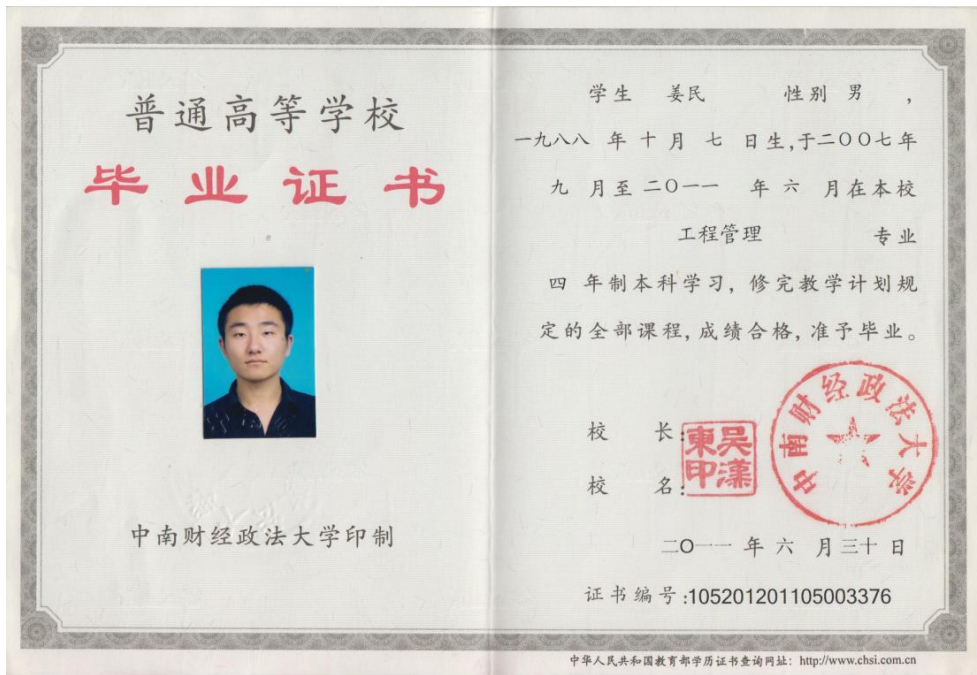 普通高等学校
毕业证书
中南财经政法大学印制
学生 姜民 性别 男 ,
一九八八 年 十 月 七 日生,于二〇〇七年
九 月至 二〇一一 年 六 月在本校
工程管理 专业
四 年制本科学习, 修完教学计划规
定的全部课程,成绩合格,准予毕业。
校 长:
吴汉
東印
校 名:
中南财经政法大学
二〇一一 年 六 月 三十 日
证书编号:105201201105003376
中华人民共和国教育部学历证书查询网址: http://www.chsi.com.cn